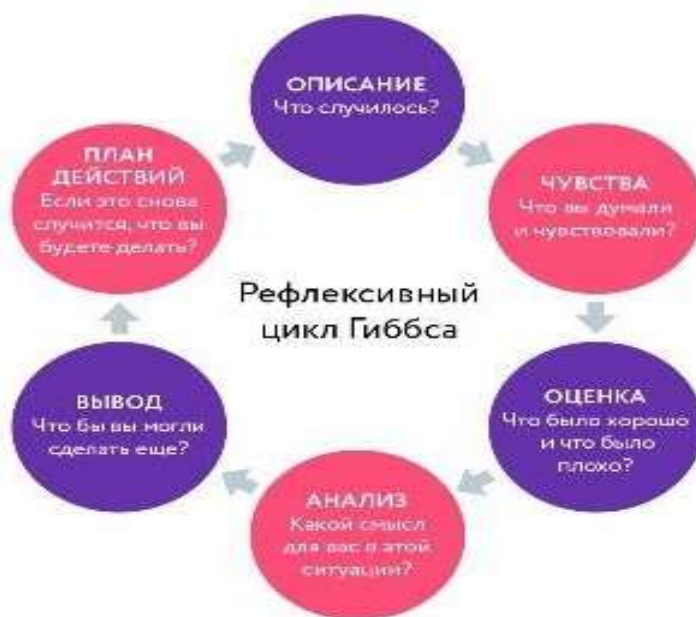 ОПИСАНИЕ
Что случилось?
ЧУВСТВА
Что вы думали
и чувствовали?
ОЦЕНКА
Что было хорошо
и что было
плохо?
АНАЛИЗ
Какой смысл
для вас в этой
ситуации?
ВЫВОД
Что бы вы могли
сделать еще?
ПЛАН
ДЕЙСТВИЙ
Если это снова
случится, что вы
будете делать?
Рефлексивный
цикл Гиббса